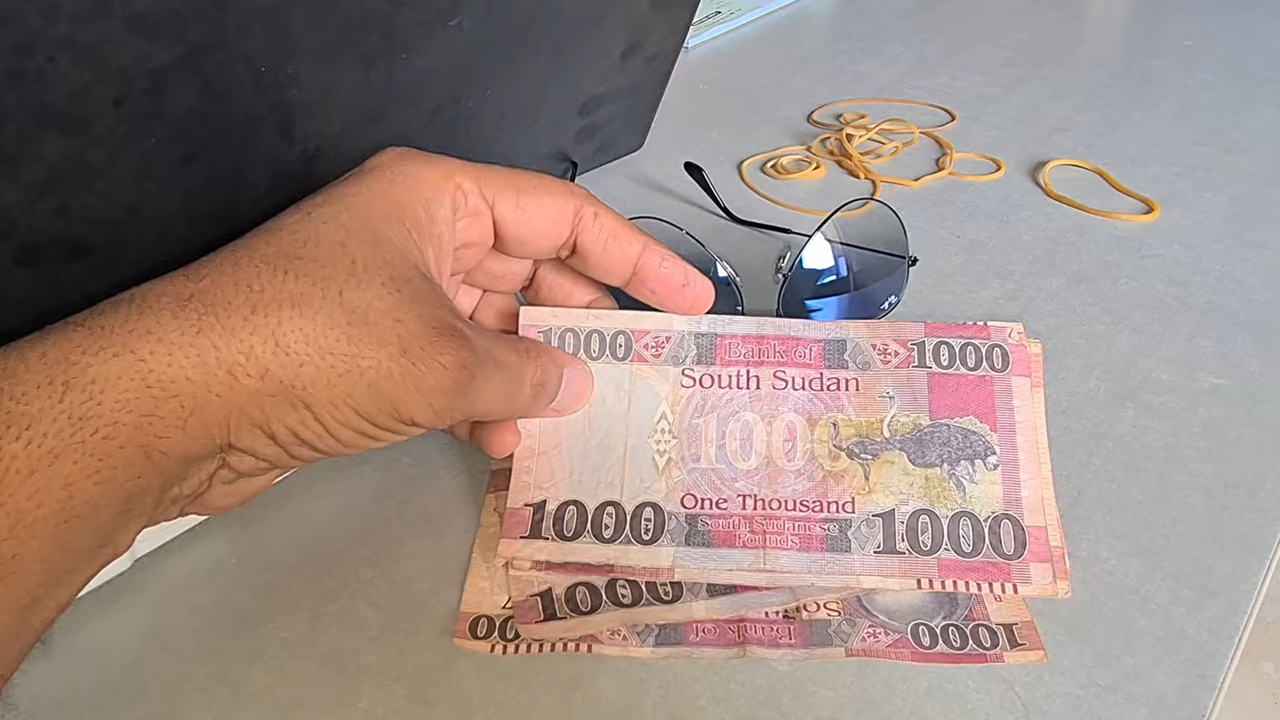 1000 Bank of 1000
South Sudan
1000
One Thousand
1000 South Sudanese 1000
Pounds
1000
Bank of 1000